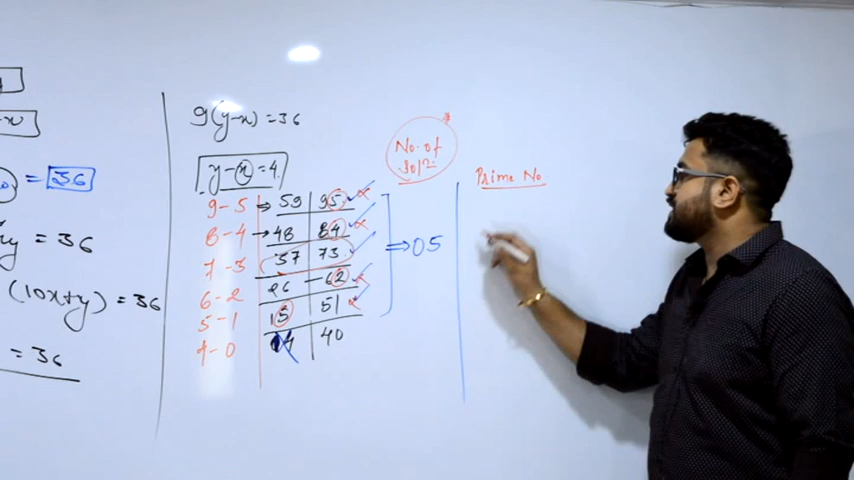 = 36
y = 36
(10x+y) = 36
= 36
9(y-x) = 36
y-x = 4
9-5 ⇒ 59 95
8-4 → 48 84
7-3 37 73
6-2 26 62
5-1 15 51
4-0 40
⇒ 05
No. of
Solⁿ
Prime No.